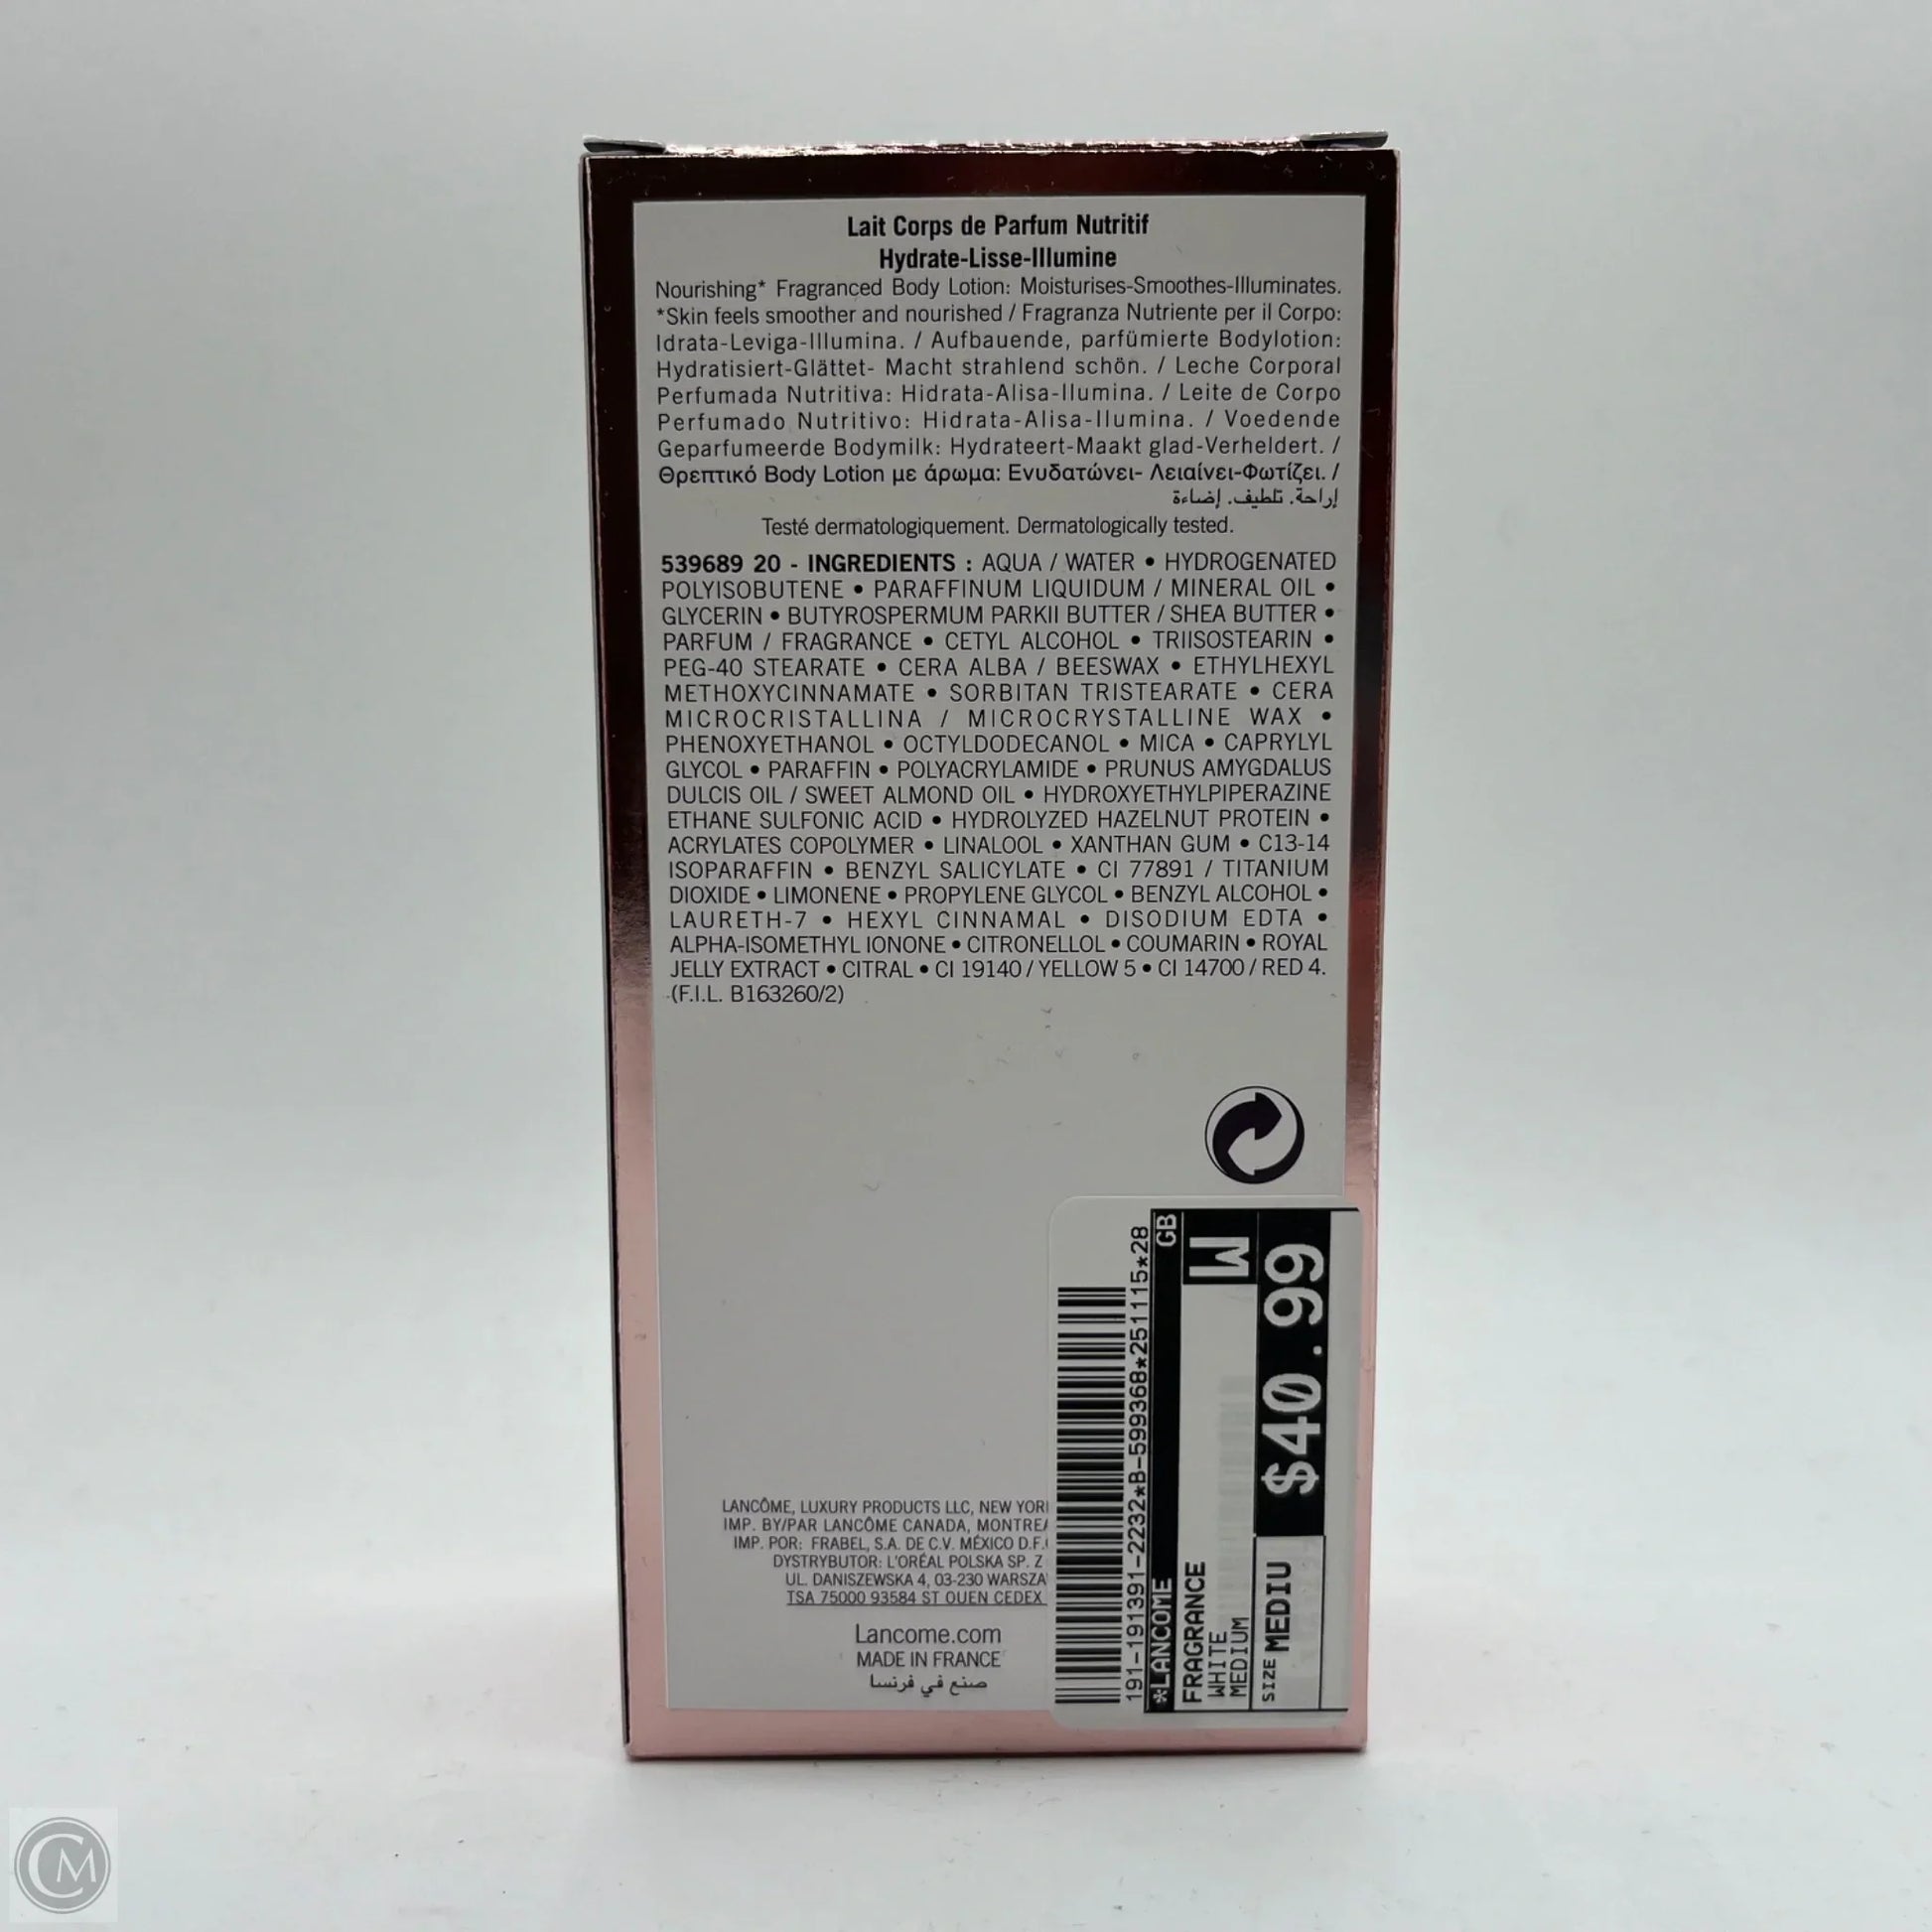 Lait Corps de Parfum Nutritif
Hydrate-Lisse-Illumine
Nourishing* Fragranced Body Lotion: Moisturises-Smoothes-Illuminates.
*Skin feels smoother and nourished / Fragranza Nutriente per il Corpo:
Idrata-Leviga-Illumina. / Aufbauende, parfümierte Bodylotion:
Hydratisiert-Glättet- Macht strahlend schön. / Leche Corporal
Perfumada Nutritiva: Hidrata-Alisa-Ilumina. / Leite de Corpo
Perfumado Nutritivo: Hidrata-Alisa-Ilumina. / Voedende
Geparfumeerde Bodymilk: Hydrateert-Maakt glad-Verheldert. /
Θρεπτικό Body Lotion με άρωμα: Ενυδατώνει- Λειαίνει-Φωτίζει. /
إراحة. تلطيف. إضاءة
Testé dermatologiquement. Dermatologically tested.
539689 20 - INGREDIENTS : AQUA / WATER • HYDROGENATED
POLYISOBUTENE • PARAFFINUM LIQUIDUM / MINERAL OIL •
GLYCERIN • BUTYROSPERMUM PARKII BUTTER / SHEA BUTTER •
PARFUM / FRAGRANCE • CETYL ALCOHOL • TRIISOSTEARIN •
PEG-40 STEARATE • CERA ALBA / BEESWAX • ETHYLHEXYL
METHOXYCINNAMATE • SORBITAN TRISTEARATE • CERA
MICROCRISTALLINA / MICROCRYSTALLINE WAX •
PHENOXYETHANOL • OCTYLDODECANOL • MICA • CAPRYLYL
GLYCOL • PARAFFIN • POLYACRYLAMIDE • PRUNUS AMYGDALUS
DULCIS OIL / SWEET ALMOND OIL • HYDROXYETHYLPIPERAZINE
ETHANE SULFONIC ACID • HYDROLYZED HAZELNUT PROTEIN •
ACRYLATES COPOLYMER • LINALOOL • XANTHAN GUM • C13-14
ISOPARAFFIN • BENZYL SALICYLATE • CI 77891 / TITANIUM
DIOXIDE • LIMONENE • PROPYLENE GLYCOL • BENZYL ALCOHOL •
LAURETH-7 • HEXYL CINNAMAL • DISODIUM EDTA •
ALPHA-ISOMETHYL IONONE • CITRONELLOL • COUMARIN • ROYAL
JELLY EXTRACT • CITRAL • CI 19140 / YELLOW 5 • CI 14700 / RED 4.
(F.I.L. B163260/2)
LANCÔME, LUXURY PRODUCTS LLC, NEW YOR
IMP. BY/PAR LANCÔME CANADA, MONTRE
IMP. POR: FRABEL, S.A. DE C.V. MÉXICO D.F.
DYSTRYBUTOR: L'ORÉAL POLSKA SP. Z
UL. DANISZEWSKA 4, 03-230 WARSZA
TSA 75000 93584 ST OUEN CEDEX
Lancome.com
MADE IN FRANCE
صنع في فرنسا
191-191391-2232*B-599368*251115*28
*LANCOME GB
FRAGRANCE M
WHITE
MEDIUM
SIZE MEDIU $40.99
CM